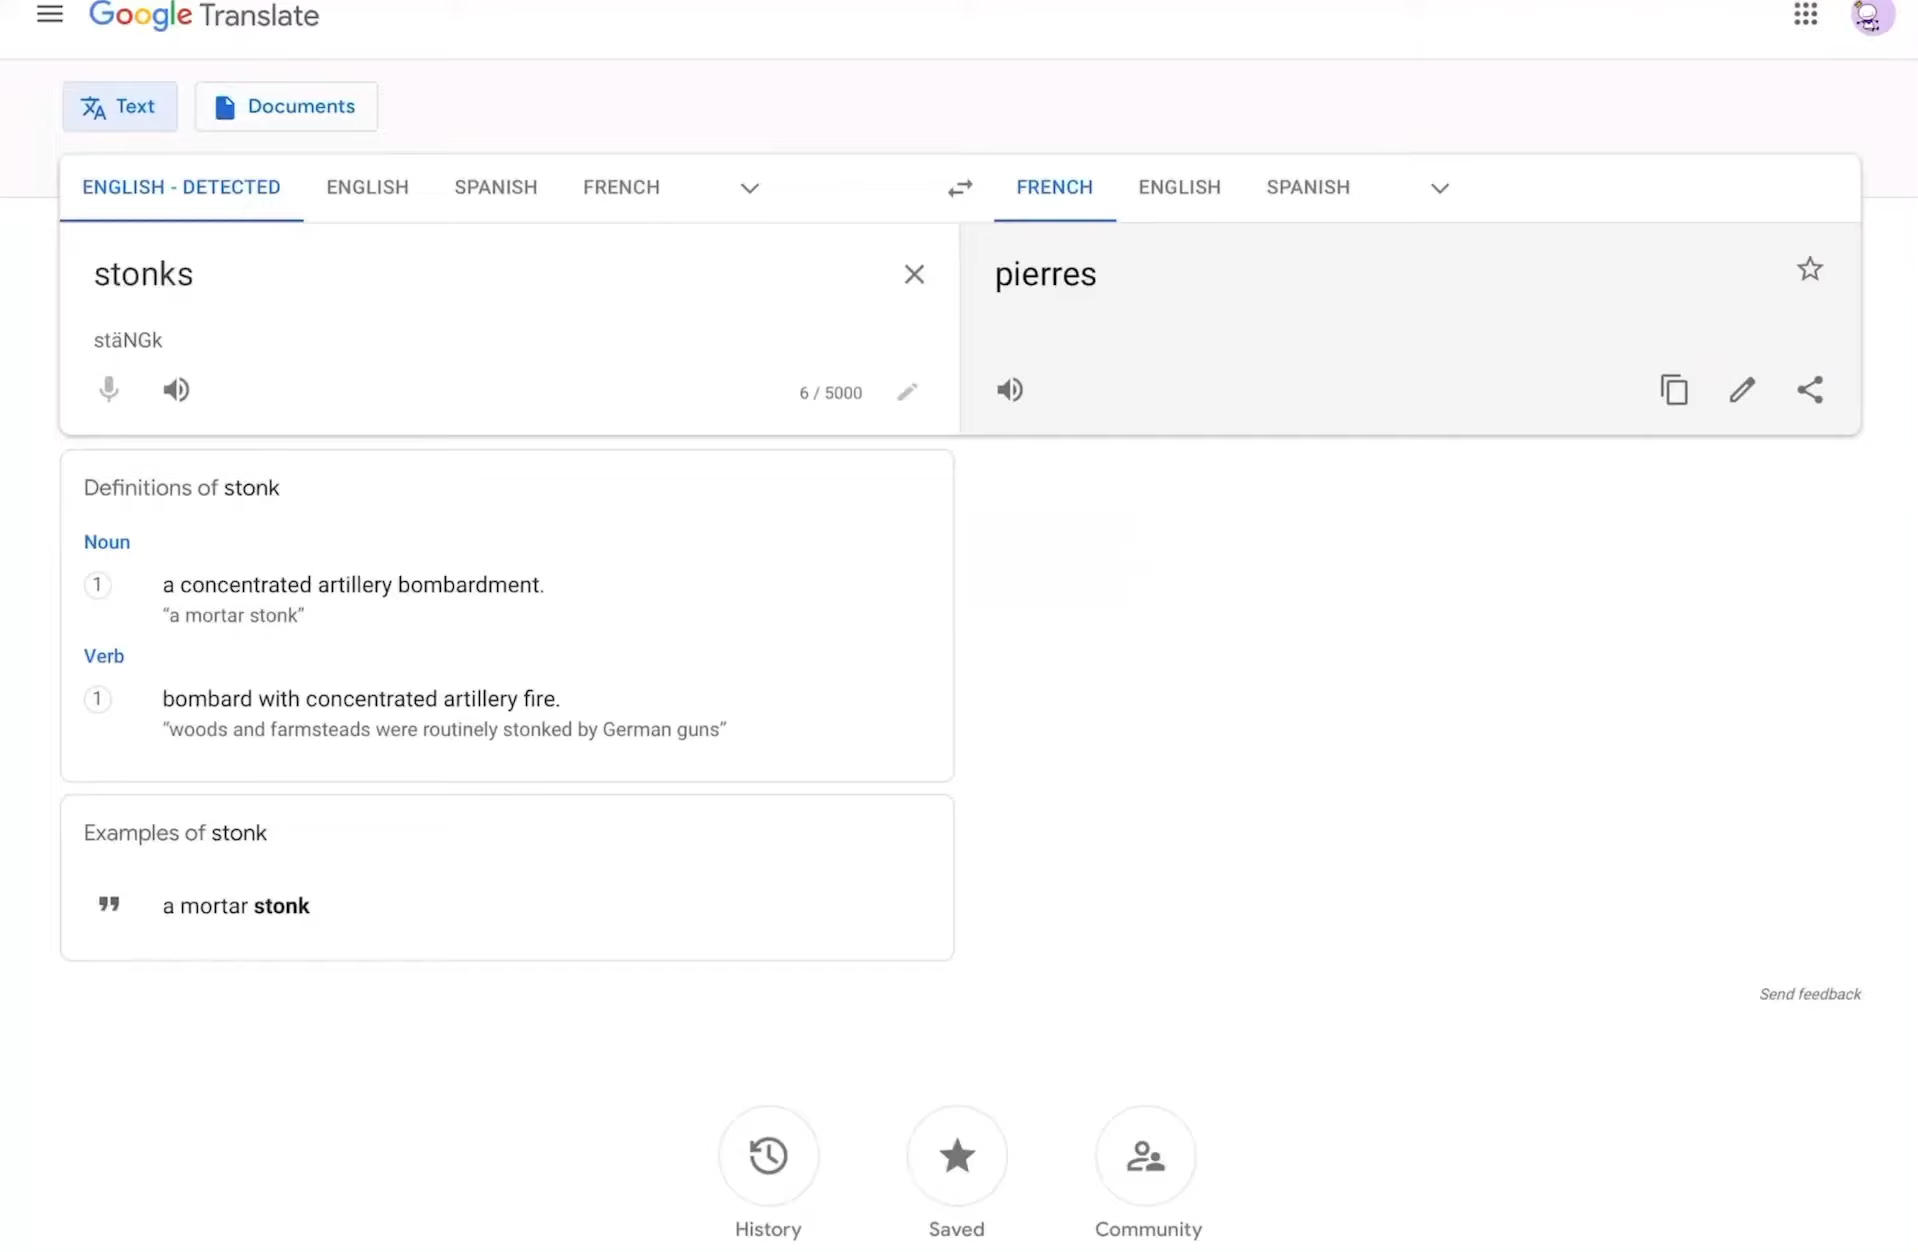 Google Translate
Text
Documents
ENGLISH - DETECTED ENGLISH SPANISH FRENCH
FRENCH ENGLISH SPANISH
stonks
stäNGk
6 / 5000
pierres
Definitions of stonk
Noun
1 a concentrated artillery bombardment.
“a mortar stonk”
Verb
1 bombard with concentrated artillery fire.
“woods and farmsteads were routinely stonked by German guns”
Examples of stonk
a mortar stonk
Send feedback
History Saved Community